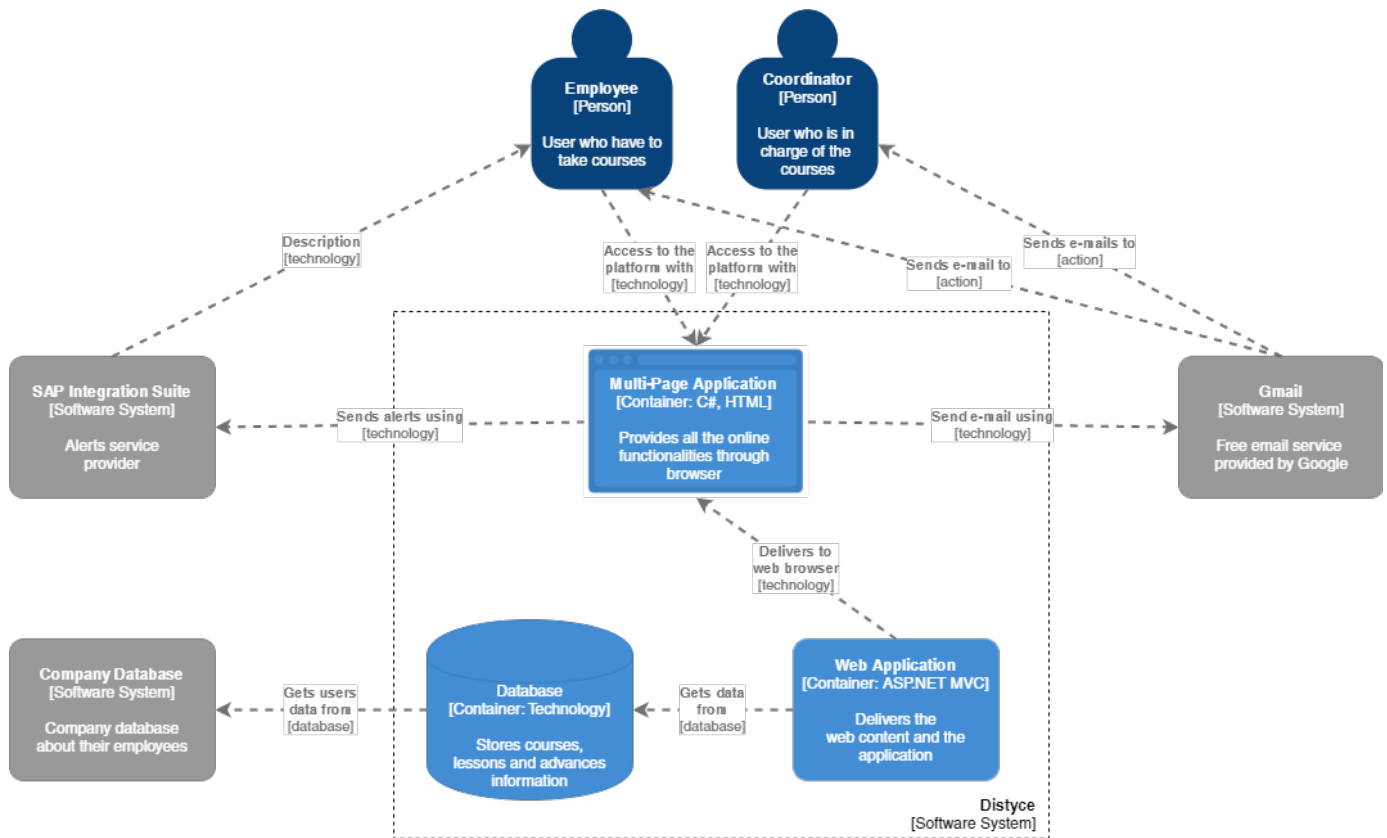 Employee
[Person]
User who have to
take courses
Coordinator
[Person]
User who is in
charge of the
courses
Description
[technology]
Access to the
platform with
[technology]
Access to the
platform with
[technology]
Sends e-mail to
[action]
Sends e-mails to
[action]
SAP Integration Suite
[Software System]
Alerts service
provider
Sends alerts using
[technology]
Multi-Page Application
[Container: C#, HTML]
Provides all the online
functionalities through
browser
Send e-mail using
[technology]
Gmail
[Software System]
Free email service
provided by Google
Delivers to
web browser
[technology]
Company Database
[Software System]
Company database
about their employees
Gets users
data from
[database]
Database
[Container: Technology]
Stores courses,
lessons and advances
information
Gets data
from
[database]
Web Application
[Container: ASP.NET MVC]
Delivers the
web content and the
application
Distyce
[Software System]